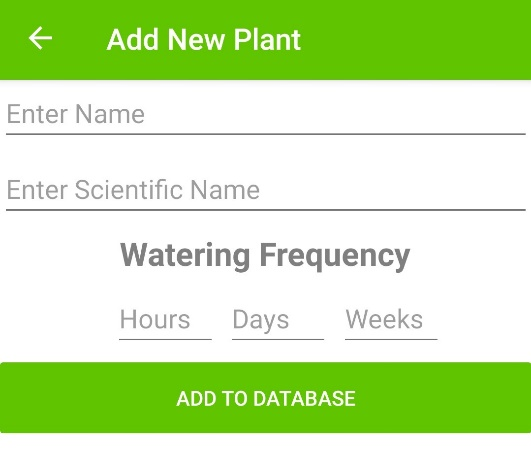 Add New Plant
Enter Name
Enter Scientific Name
Watering Frequency
Hours Days Weeks
ADD TO DATABASE